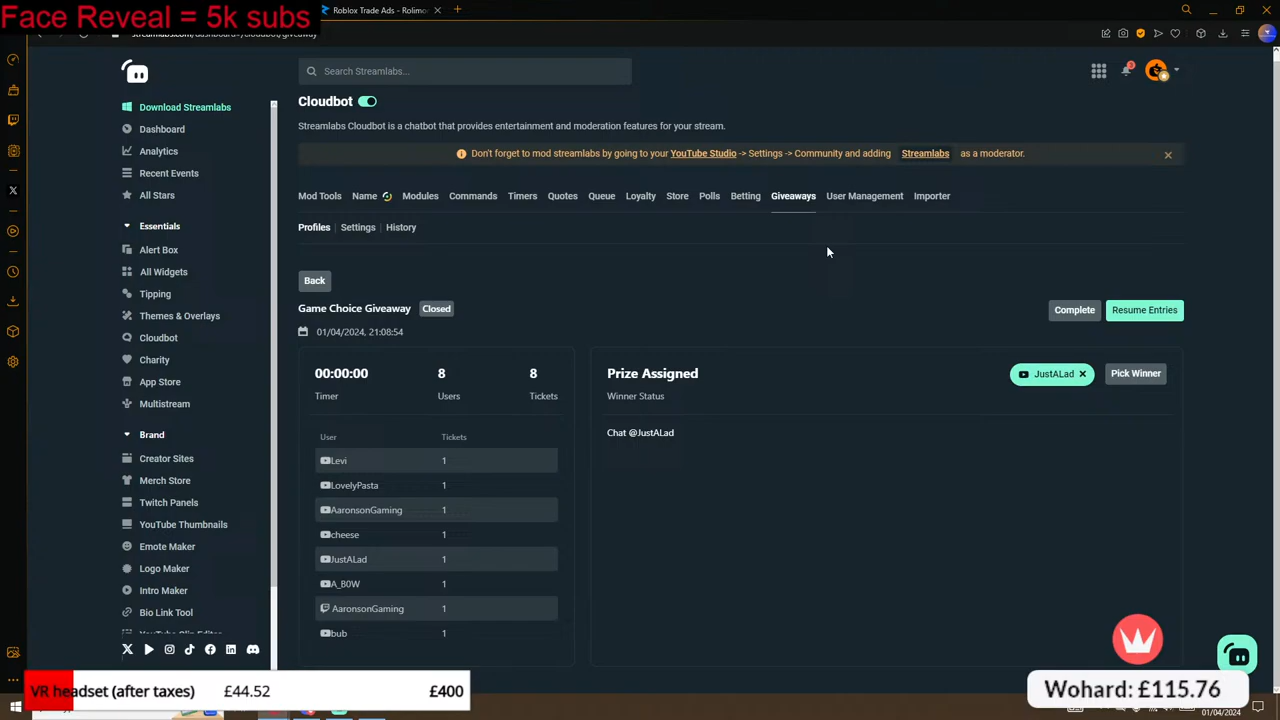 Face Reveal = 5k subs
Roblox Trade Ads - Rolimo
Search Streamlabs...
3
Download Streamlabs
Dashboard
Analytics
Recent Events
All Stars
Essentials
Alert Box
All Widgets
Tipping
Themes & Overlays
Cloudbot
Charity
App Store
Multistream
Brand
Creator Sites
Merch Store
Twitch Panels
YouTube Thumbnails
Emote Maker
Logo Maker
Intro Maker
Bio Link Tool
YouTube Clip Editor
Cloudbot
Streamlabs Cloudbot is a chatbot that provides entertainment and moderation features for your stream.
Don't forget to mod streamlabs by going to your YouTube Studio -> Settings -> Community and adding Streamlabs as a moderator.
Mod Tools Name Modules Commands Timers Quotes Queue Loyalty Store Polls Betting Giveaways User Management Importer
Profiles | Settings | History
Back
Game Choice Giveaway Closed
01/04/2024, 21:08:54
Complete Resume Entries
00:00:00 8 8
Timer Users Tickets
User Tickets
Levi 1
LovelyPasta 1
AaronsonGaming 1
cheese 1
JustALad 1
A_B0W 1
AaronsonGaming 1
bub 1
Prize Assigned
Winner Status
JustALad Pick Winner
Chat @JustALad
VR headset (after taxes) £44.52 £400
Wohard: £115.76
01/04/2024